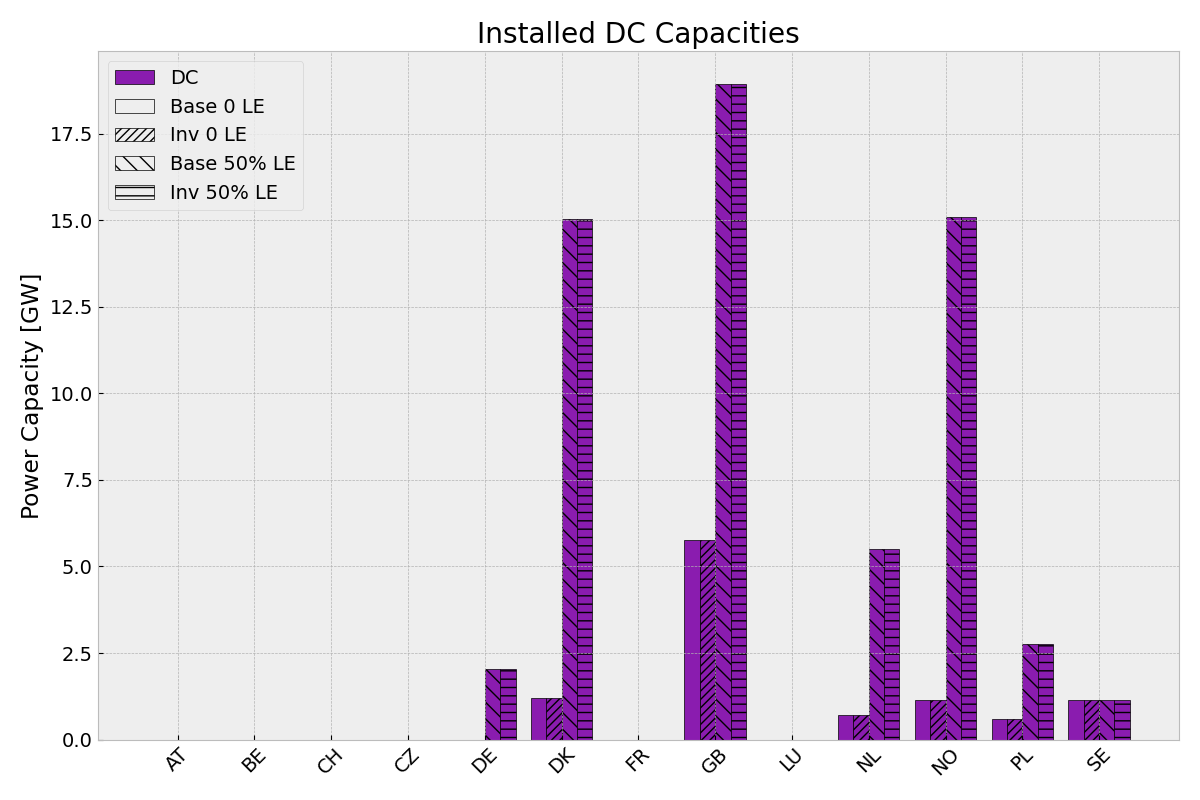 Installed DC Capacities
DC
Base 0 LE
Inv 0 LE
Base 50% LE
Inv 50% LE
Power Capacity [GW]
17.5
15.0
12.5
10.0
7.5
5.0
2.5
0.0
AT BE CH CZ DE DK FR GB LU NL NO PL SE